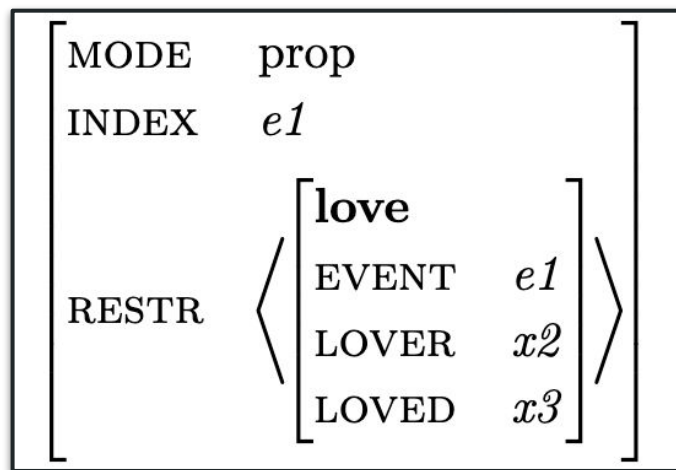 MODE prop
INDEX e1
love
EVENT e1
RESTR
LOVER x2
LOVED x3